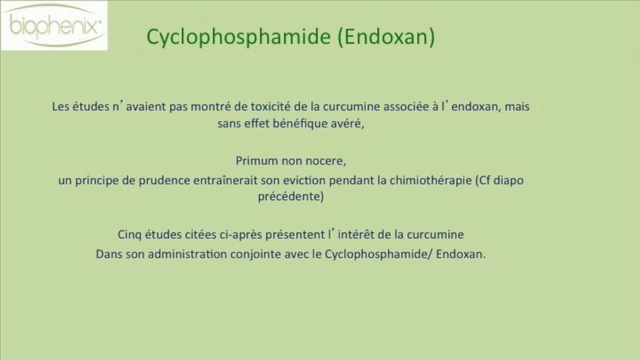 biophenix®
Cyclophosphamide (Endoxan)
Les études n’avaient pas montré de toxicité de la curcumine associée à l’endoxan, mais
sans effet bénéfique avéré,
Primum non nocere,
un principe de prudence entraînerait son eviction pendant la chimiothérapie (Cf diapo
précédente)
Cinq études citées ci-après présentent l’intérêt de la curcumine
Dans son administration conjointe avec le Cyclophosphamide/ Endoxan.